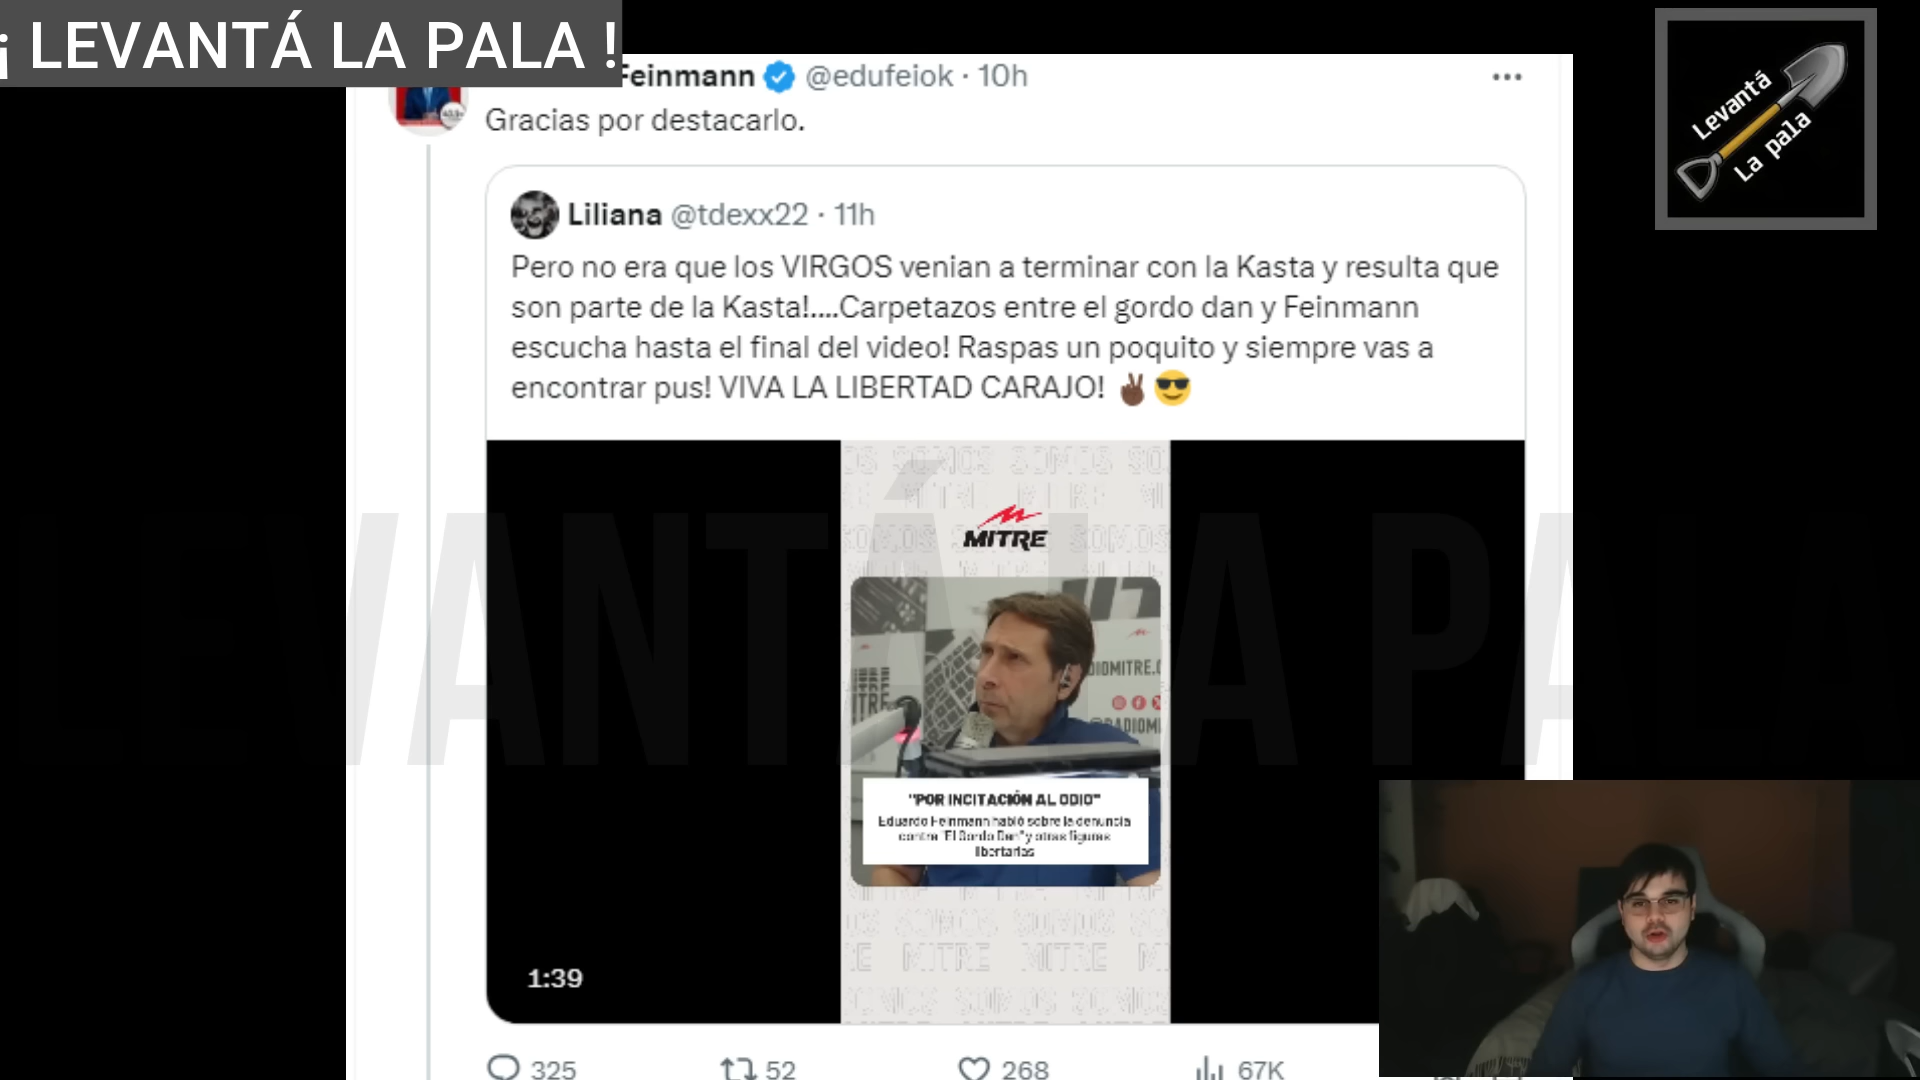 ¡ LEVANTÁ LA PALA !
Levantá
La pala
Feinmann @edufeiok · 10h
Gracias por destacarlo.
Liliana @tdexx22 · 11h
Pero no era que los VIRGOS venian a terminar con la Kasta y resulta que
son parte de la Kasta!....Carpetazos entre el gordo dan y Feinmann
escucha hasta el final del video! Raspas un poquito y siempre vas a
encontrar pus! VIVA LA LIBERTAD CARAJO! ✌🏿😎
MITRE
"POR INCITACIÓN AL ODIO"
Eduardo Feinmann habló sobre la denuncia
contra "El Gordo Dan" y otras figuras
libertarias
1:39
LEVANTÁ LA PALA
325 52 268 67K